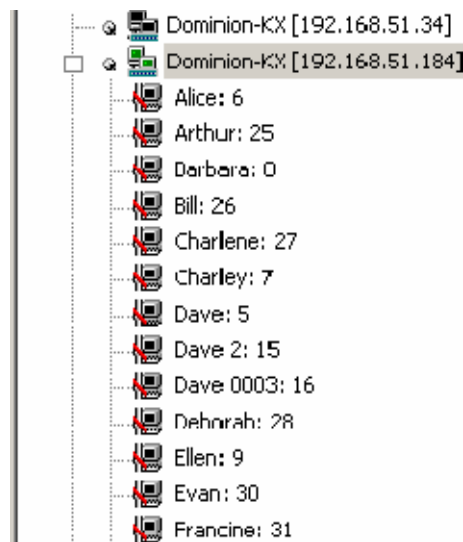 Dominion-KX [192.168.51.34]
Dominion-KX [192.168.51.184]
Alice: 6
Arthur: 25
Barbara: 0
Bill: 26
Charlene: 27
Charley: 7
Dave: 5
Dave 2: 15
Dave 0003: 16
Deborah: 28
Ellen: 9
Evan: 30
Francine: 31